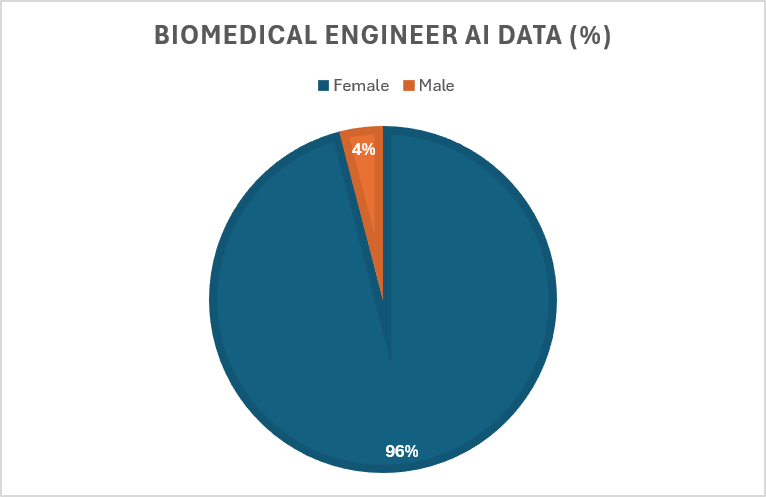 BIOMEDICAL ENGINEER AI DATA (%)
Female Male
4%
96%